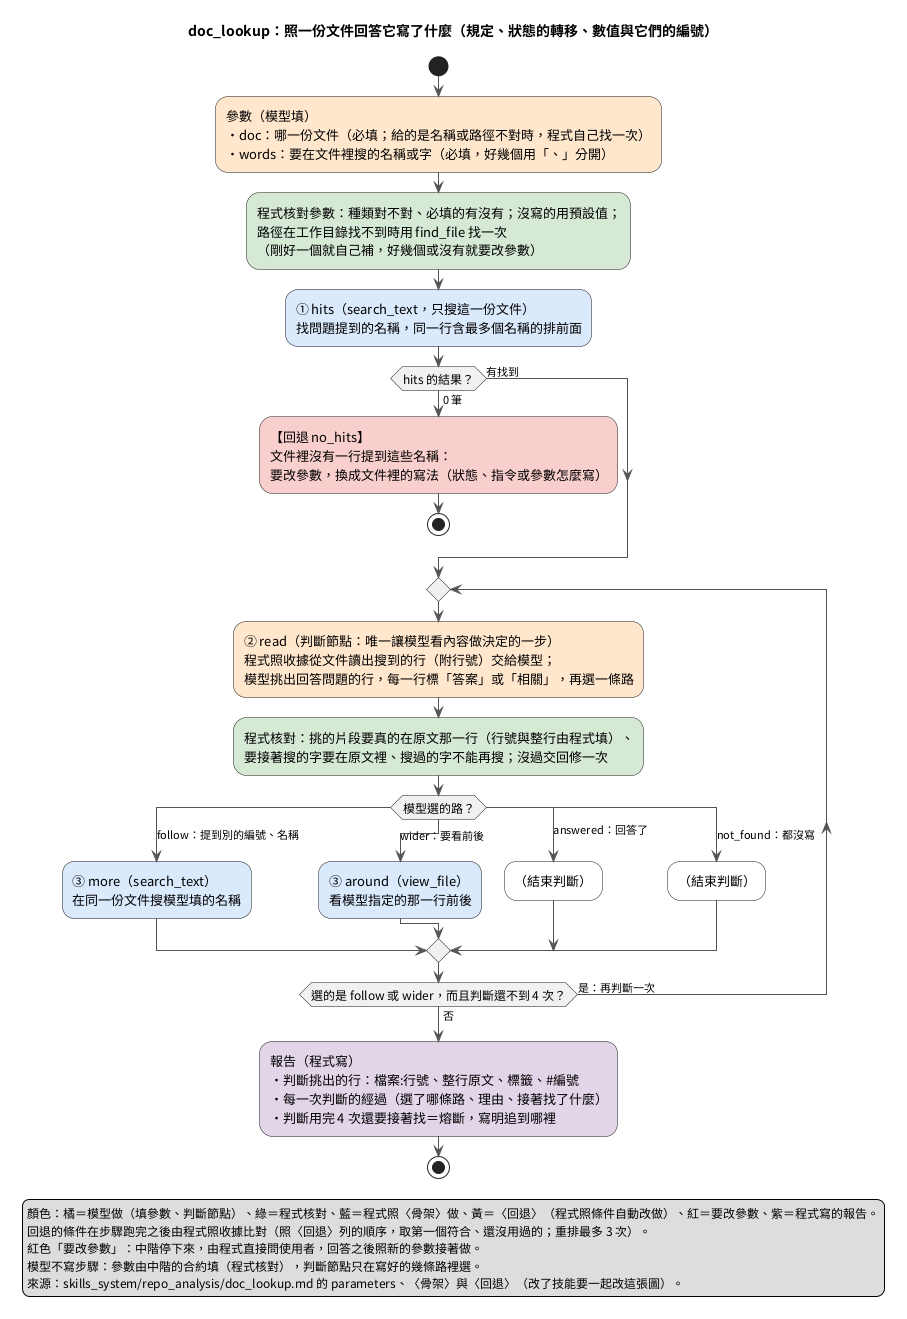 doc_lookup：照一份文件回答它寫了什麼（規定、狀態的轉移、數值與它們的編號）
參數（模型填）
・doc：哪一份文件（必填；給的是名稱或路徑不對時，程式自己找一次）
・words：要在文件裡搜的名稱或字（必填，好幾個用「、」分開）
程式核對參數：種類對不對、必填的有沒有；沒寫的用預設值；
路徑在工作目錄找不到時用 find_file 找一次
（剛好一個就自己補，好幾個或沒有就要改參數）
① hits（search_text，只搜這一份文件）
找問題提到的名稱，同一行含最多個名稱的排前面
hits 的結果？
有找到
0 筆
【回退 no_hits】
文件裡沒有一行提到這些名稱：
要改參數，換成文件裡的寫法（狀態、指令或參數怎麼寫）
② read（判斷節點：唯一讓模型看內容做決定的一步）
程式照收據從文件讀出搜到的行（附行號）交給模型；
模型挑出回答問題的行，每一行標「答案」或「相關」，再選一條路
程式核對：挑的片段要真的在原文那一行（行號與整行由程式填）、
要接著搜的字要在原文裡、搜過的字不能再搜；沒過交回修一次
模型選的路？
follow：提到別的編號、名稱
wider：要看前後
answered：回答了
not_found：都沒寫
③ more（search_text）
在同一份文件搜模型填的名稱
③ around（view_file）
看模型指定的那一行前後
（結束判斷）
（結束判斷）
選的是 follow 或 wider，而且判斷還不到 4 次？
是：再判斷一次
否
報告（程式寫）
・判斷挑出的行：檔案:行號、整行原文、標籤、#編號
・每一次判斷的經過（選了哪條路、理由、接著找了什麼）
・判斷用完 4 次還要接著找＝熔斷，寫明追到哪裡
顏色：橘＝模型做（填參數、判斷節點）、綠＝程式核對、藍＝程式照〈骨架〉做、黃＝〈回退〉（程式照條件自動改做）、紅＝要改參數、紫＝程式寫的報告。
回退的條件在步驟跑完之後由程式照收據比對（照〈回退〉列的順序，取第一個符合、還沒用過的；重排最多 3 次）。
紅色「要改參數」：中階停下來，由程式直接問使用者，回答之後照新的參數接著做。
模型不寫步驟：參數由中階的合約填（程式核對），判斷節點只在寫好的幾條路裡選。
來源：skills_system/repo_analysis/doc_lookup.md 的 parameters、〈骨架〉與〈回退〉（改了技能要一起改這張圖）。